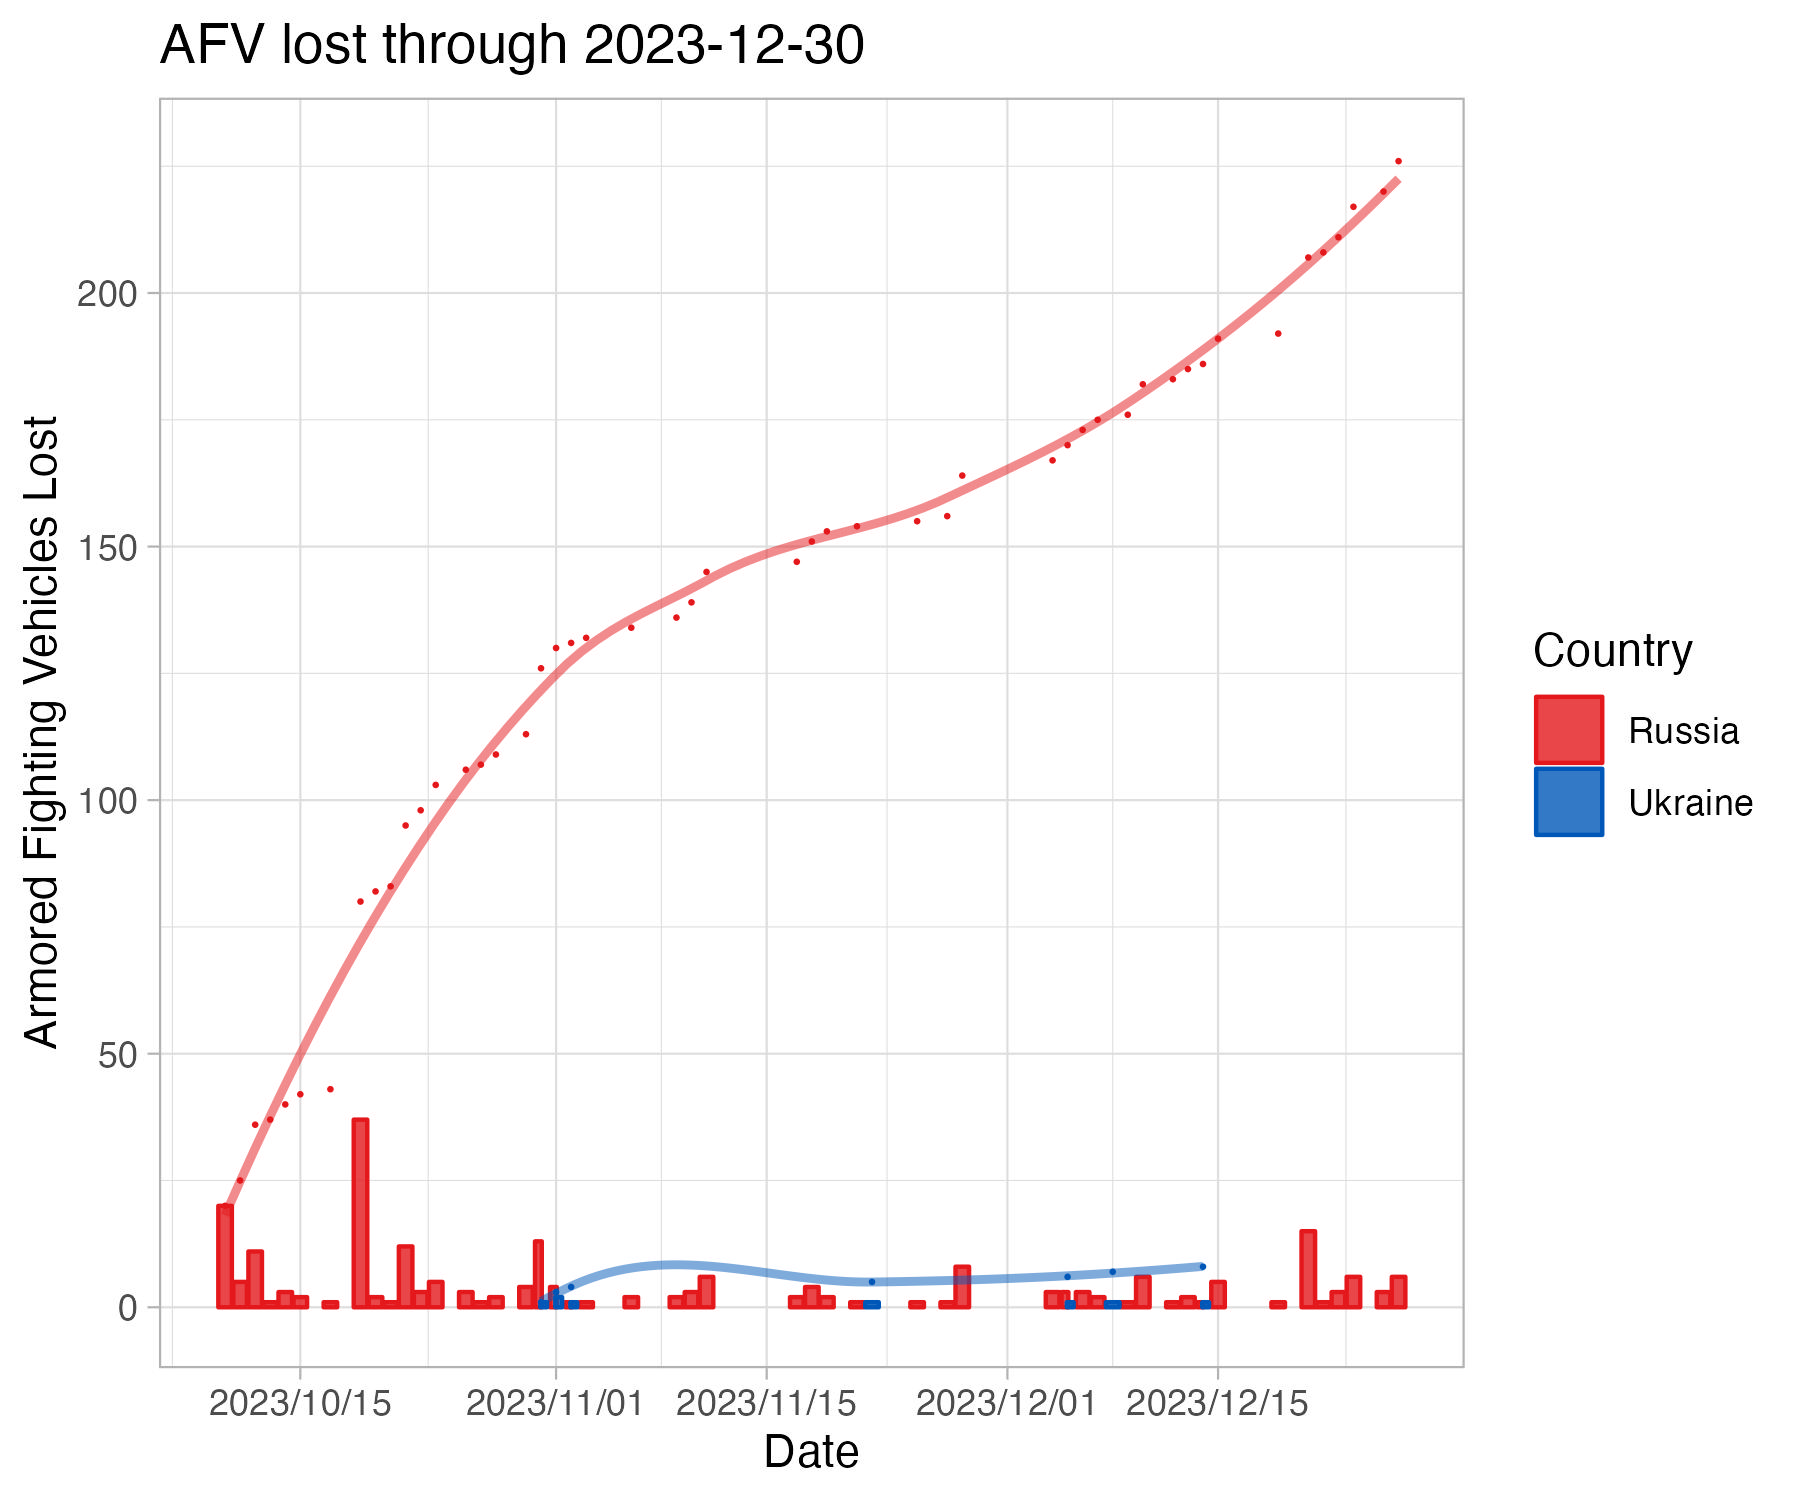 AFV lost through 2023-12-30
Armored Fighting Vehicles Lost
200
150
100
50
0
2023/10/15
2023/11/01
2023/11/15
2023/12/01
2023/12/15
Date
Country
Russia
Ukraine